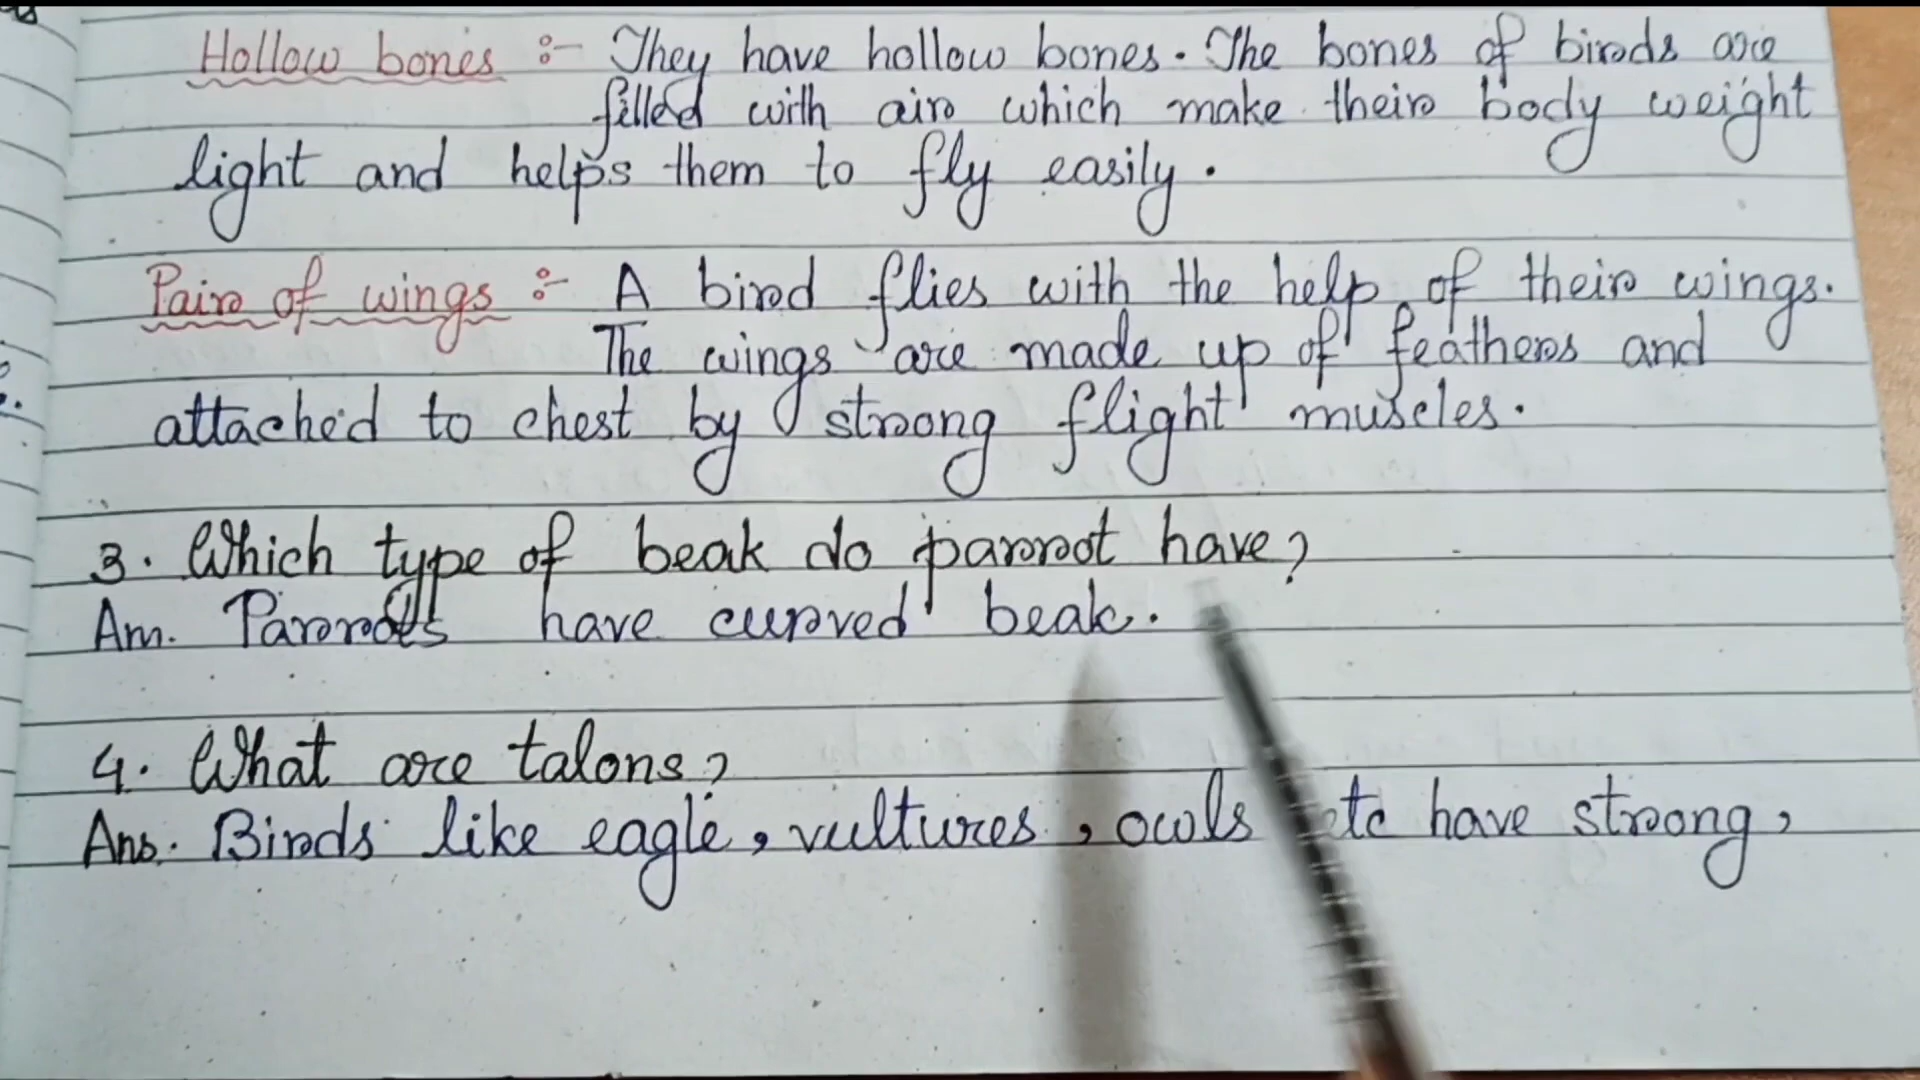 Hollow bones :- They have hollow bones. The bones of birds are
filled with air which make their body weight
light and helps them to fly easily.
Pair of wings :- A bird flies with the help of their wings.
The wings are made up of feathers and
attached to chest by strong flight muscles.
3. Which type of beak do parrot have?
Ans. Parrots have curved beak.
4. What are talons?
Ans. Birds like eagle, vultures, owls etc have strong,